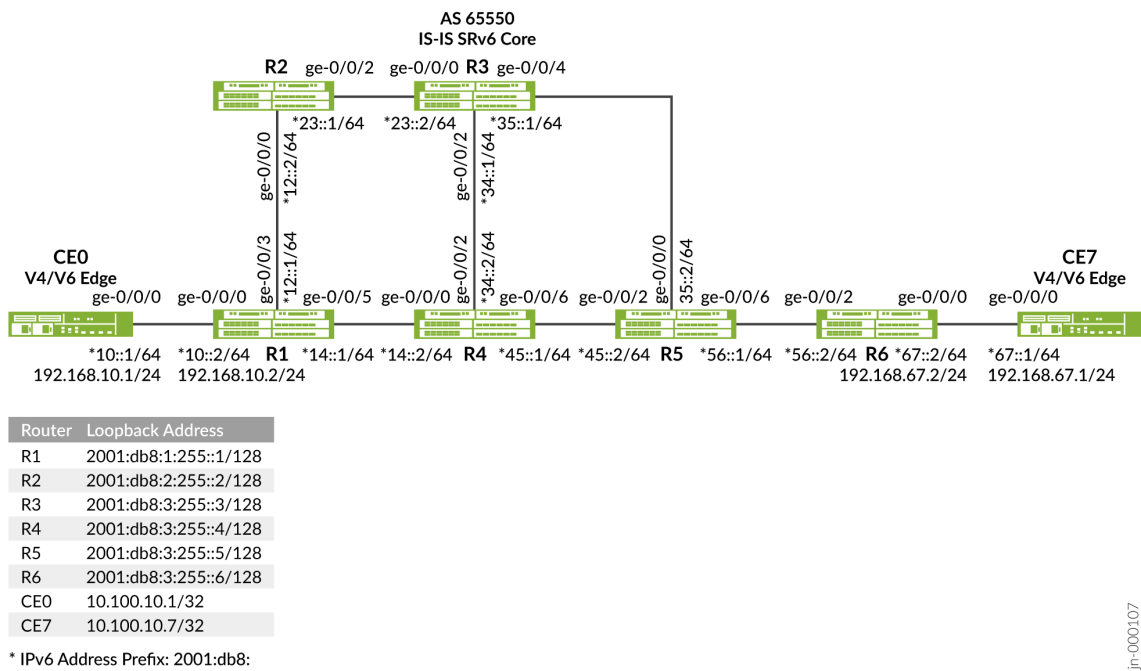 AS 65550
IS-IS SRv6 Core
R2 ge-0/0/2 ge-0/0/0 R3 ge-0/0/4
*23::1/64 *23::2/64 *35::1/64
ge-0/0/0
*12::2/64
ge-0/0/2
*34::1/64
ge-0/0/3
*12::1/64
ge-0/0/2
*34::2/64
ge-0/0/0
35::2/64
CE0
V4/V6 Edge
CE7
V4/V6 Edge
ge-0/0/0 ge-0/0/0 ge-0/0/5 ge-0/0/0 ge-0/0/6 ge-0/0/2 ge-0/0/6 ge-0/0/2 ge-0/0/0 ge-0/0/0
*10::1/64 *10::2/64 R1 *14::1/64 *14::2/64 R4 *45::1/64 *45::2/64 R5 *56::1/64 *56::2/64 R6 *67::2/64 *67::1/64
192.168.10.1/24 192.168.10.2/24 192.168.67.2/24 192.168.67.1/24
Router Loopback Address
R1 2001:db8:1:255::1/128
R2 2001:db8:2:255::2/128
R3 2001:db8:3:255::3/128
R4 2001:db8:3:255::4/128
R5 2001:db8:3:255::5/128
R6 2001:db8:3:255::6/128
CE0 10.100.10.1/32
CE7 10.100.10.7/32
* IPv6 Address Prefix: 2001:db8:
jn-000107